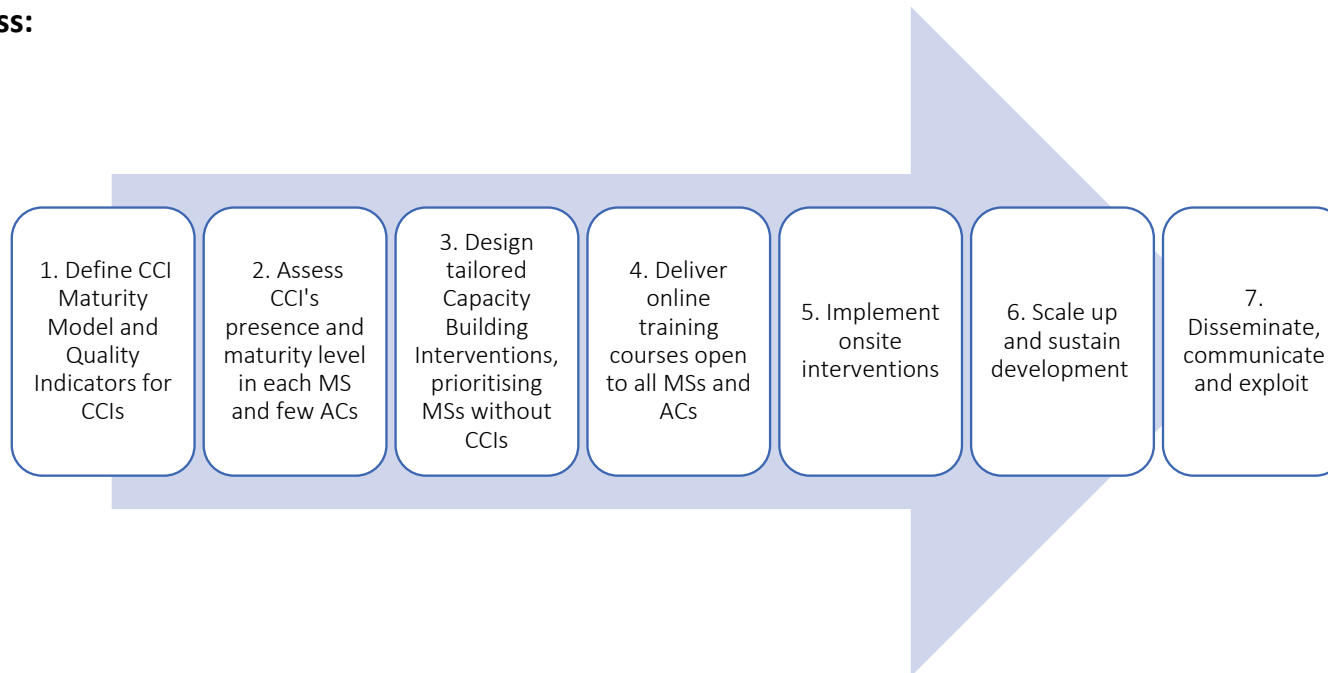 ss:
1. Define CCI
Maturity
Model and
Quality
Indicators for
CCIs
2. Assess
CCI's
presence and
maturity level
in each MS
and few ACs
3. Design
tailored
Capacity
Building
Interventions,
prioritising
MSs without
CCIs
4. Deliver
online
training
courses open
to all MSs and
ACs
5. Implement
onsite
interventions
6. Scale up
and sustain
development
7.
Disseminate,
communicate
and exploit